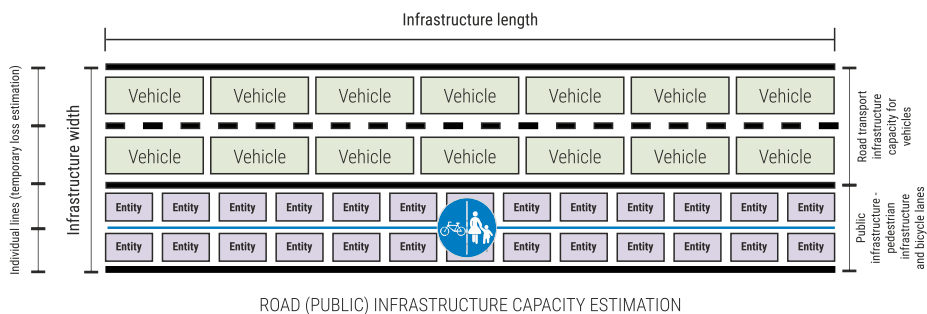 Infrastructure length
Individual lines (temporary loss estimation)
Infrastructure width
Vehicle Vehicle Vehicle Vehicle Vehicle Vehicle Vehicle
Vehicle Vehicle Vehicle Vehicle Vehicle Vehicle Vehicle
Road transport
infrastructure
capacity for
vehicles
Entity Entity Entity Entity Entity Entity Entity Entity Entity Entity Entity Entity
Entity Entity Entity Entity Entity Entity Entity Entity Entity Entity Entity Entity
Public
infrastructure -
pedestrian
infrastructure
and bicycle lanes
ROAD (PUBLIC) INFRASTRUCTURE CAPACITY ESTIMATION